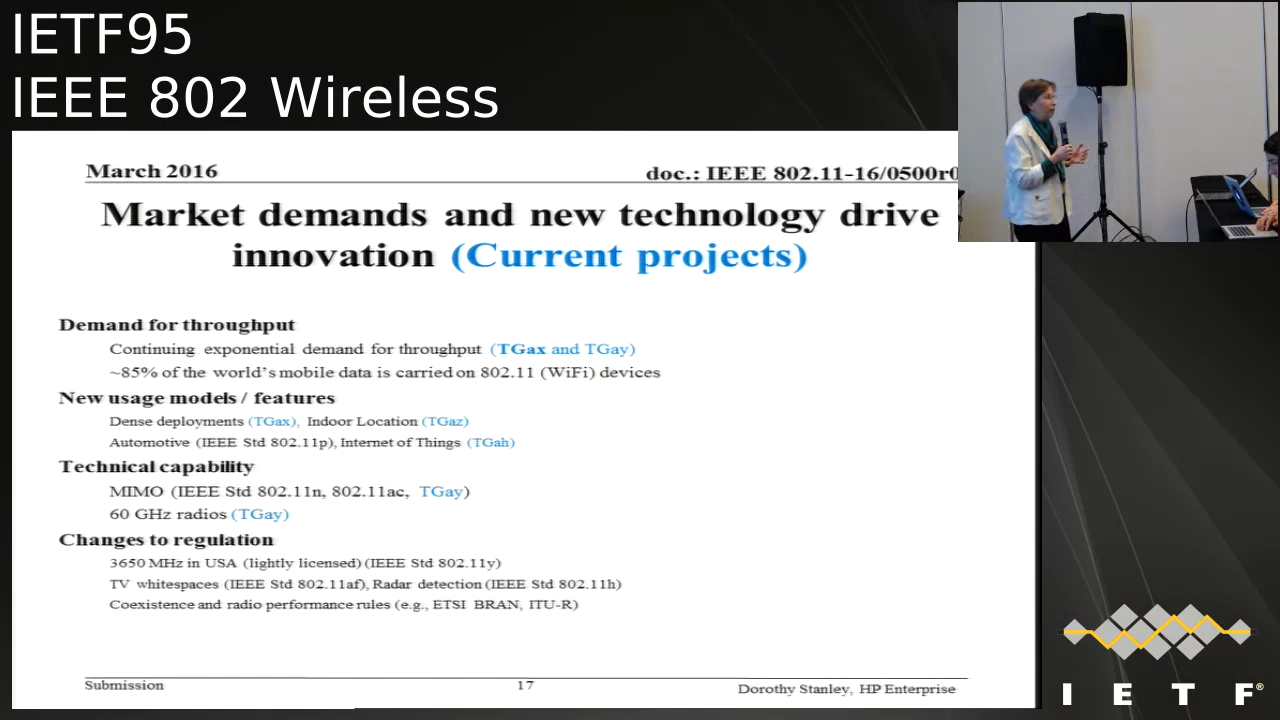 IETF95
IEEE 802 Wireless
March 2016
doc.: IEEE 802.11-16/0500r0
Market demands and new technology drive
innovation (Current projects)
Demand for throughput
Continuing exponential demand for throughput (TGax and TGay)
~85% of the world's mobile data is carried on 802.11 (WiFi) devices
New usage models / features
Dense deployments (TGax), Indoor Location (TGaz)
Automotive (IEEE Std 802.11p), Internet of Things (TGah)
Technical capability
MIMO (IEEE Std 802.11n, 802.11ac, TGay)
60 GHz radios (TGay)
Changes to regulation
3650 MHz in USA (lightly licensed) (IEEE Std 802.11y)
TV whitespaces (IEEE Std 802.11af), Radar detection (IEEE Std 802.11h)
Coexistence and radio performance rules (e.g., ETSI BRAN, ITU-R)
Submission
17
Dorothy Stanley, HP Enterprise
I E T F®